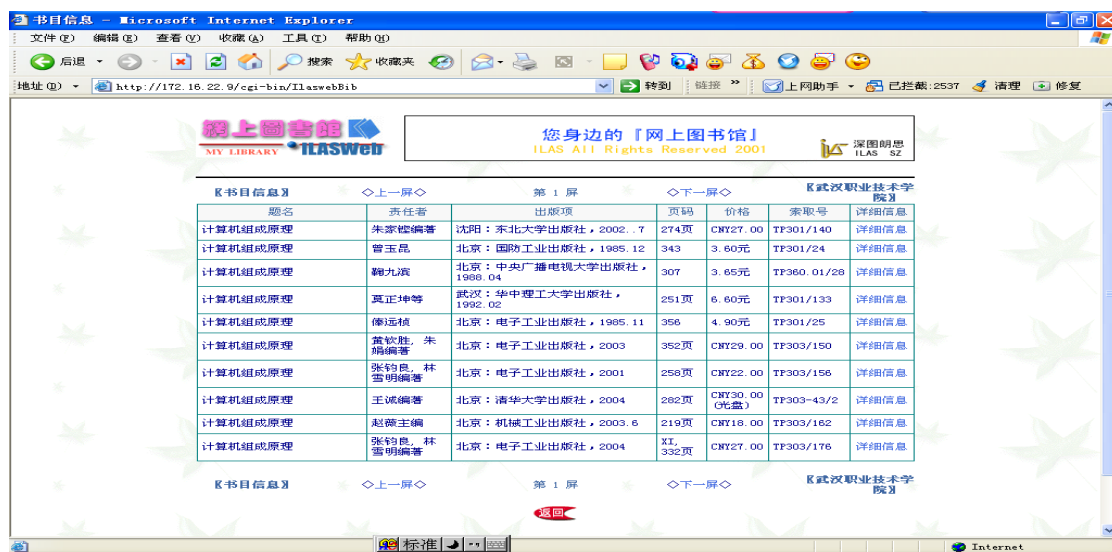 书目信息 - Microsoft Internet Explorer
文件(F) 编辑(E) 查看(V) 收藏(A) 工具(T) 帮助(H)
后退 搜索 收藏夹
地址(D) http://172.16.22.9/cgi-bin/IlaswebBib 转到 链接 » 上网助手 已拦截:2537 清理 修复
網上圖書館 MY LIBRARY ILASWeb
您身边的『网上图书馆』
ILAS All Rights Reserved 2001
深图朗思
ILAS SZ
〖书目信息〗 ◇上一屏◇ 第 1 屏 ◇下一屏◇ 〖武汉职业技术学院〗
题名 责任者 出版项 页码 价格 索取号 详细信息
计算机组成原理 朱家铿编著 沈阳：东北大学出版社，2002..7 274页 CNY27.00 TP301/140 详细信息
计算机组成原理 曾玉昆 北京：国防工业出版社，1985.12 343 3.60元 TP301/24 详细信息
计算机组成原理 鞠九滨 北京：中央广播电视大学出版社，
1988.04 307 3.65元 TP360.01/28 详细信息
计算机组成原理 莫正坤等 武汉：华中理工大学出版社，
1992.02 251页 6.60元 TP301/133 详细信息
计算机组成原理 俸远祯 北京：电子工业出版社，1985.11 356 4.90元 TP301/25 详细信息
计算机组成原理 黄钦胜, 朱娟编著 北京：电子工业出版社，2003 352页 CNY29.00 TP303/150 详细信息
计算机组成原理 张钧良, 林雪明编著 北京：电子工业出版社，2001 258页 CNY22.00 TP303/156 详细信息
计算机组成原理 王诚编著 北京：清华大学出版社，2004 282页 CNY30.00 (光盘) TP303-43/2 详细信息
计算机组成原理 赵薇主编 北京：机械工业出版社，2003.6 219页 CNY18.00 TP303/162 详细信息
计算机组成原理 张钧良, 林雪明编著 北京：电子工业出版社，2004 XI, 332页 CNY27.00 TP303/176 详细信息
〖书目信息〗 ◇上一屏◇ 第 1 屏 ◇下一屏◇ 〖武汉职业技术学院〗
返回
标准
Internet